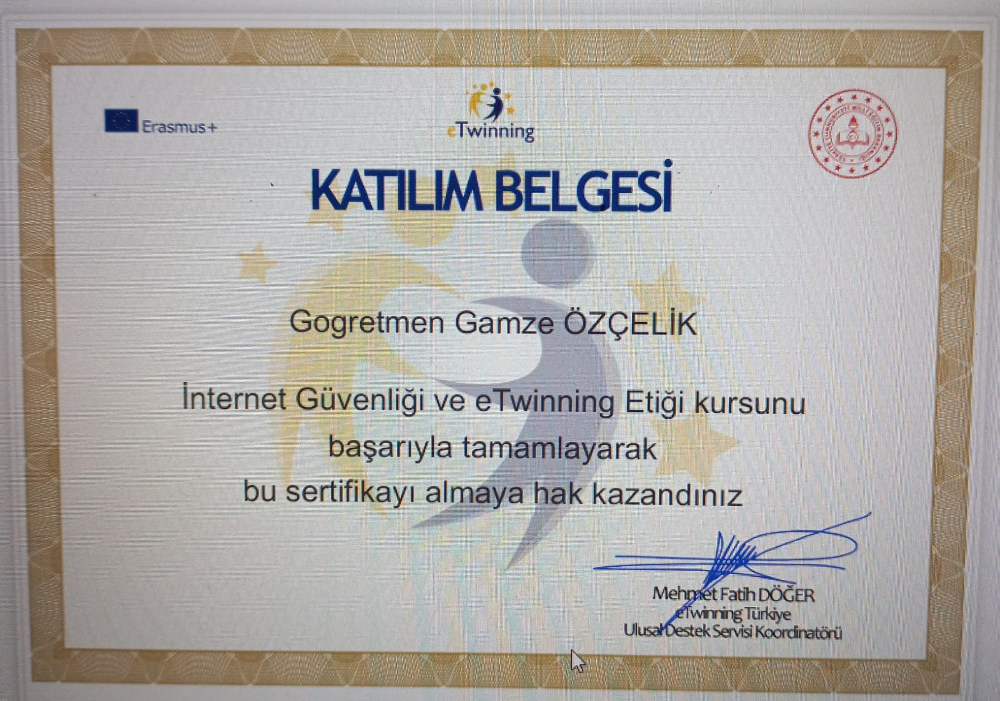 Erasmus+
eTwinning
KATILIM BELGESİ
Gogretmen Gamze ÖZÇELİK
İnternet Güvenliği ve eTwinning Etiği kursunu
başarıyla tamamlayarak
bu sertifikayı almaya hak kazandınız
Mehmet Fatih DÖĞER
eTwinning Türkiye
Ulusal Destek Servisi Koordinatörü